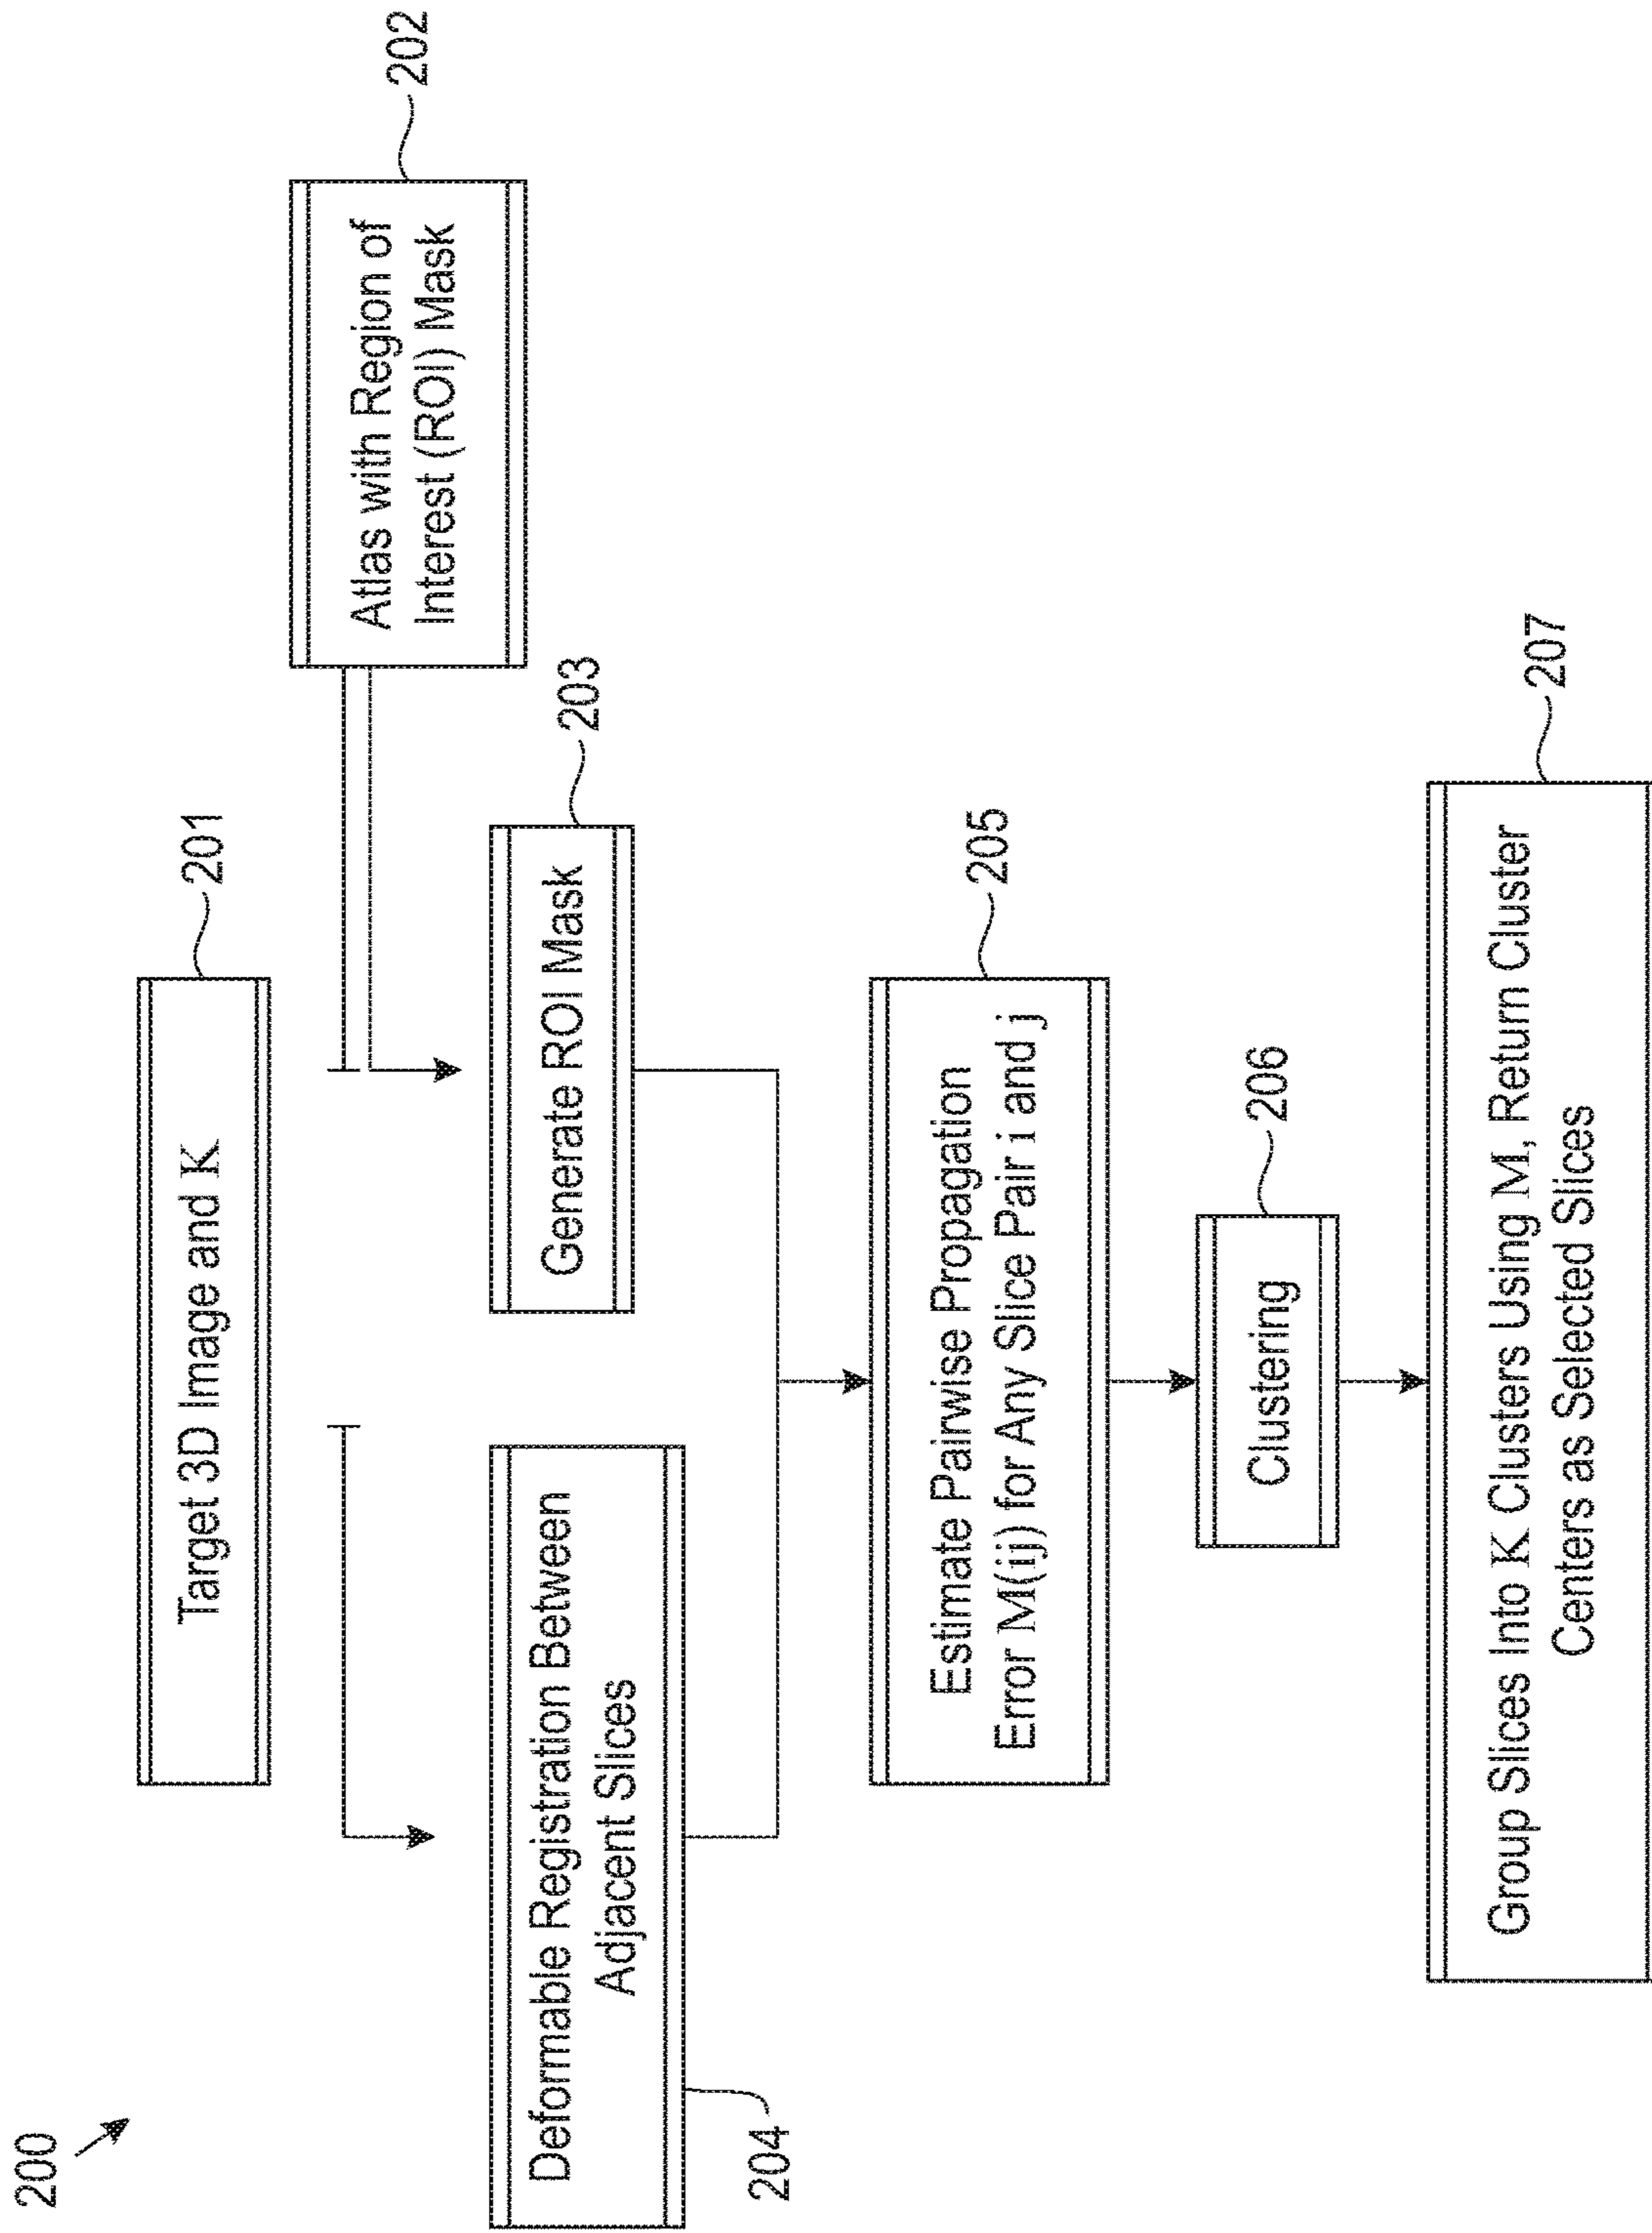 200
Target 3D Image and K
201
Atlas with Region of
Interest (ROI) Mask
202
Generate ROI Mask
203
Deformable Registration Between
Adjacent Slices
204
Estimate Pairwise Propagation
Error M(ij) for Any Slice Pair i and j
205
Clustering
206
Group Slices Into K Clusters Using M, Return Cluster
Centers as Selected Slices
207